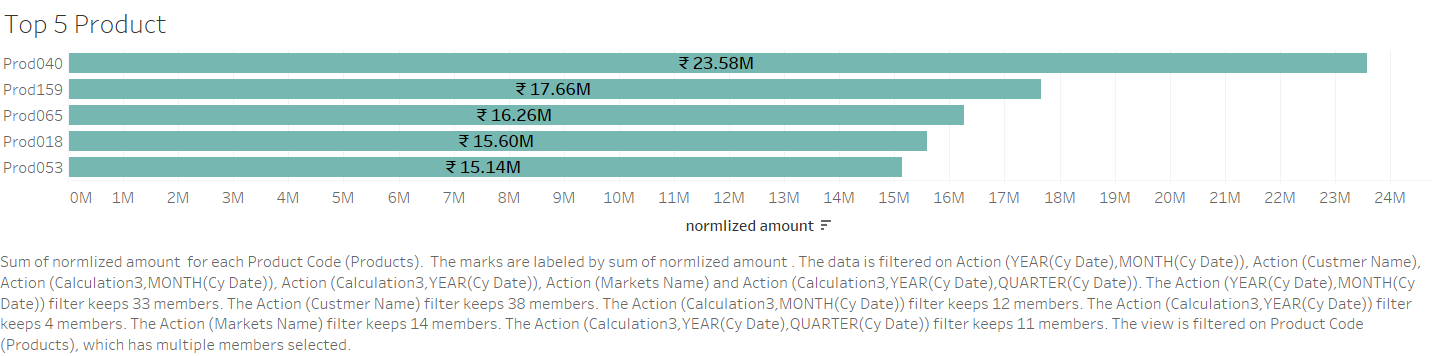 Top 5 Product
Prod040 ₹ 23.58M
Prod159 ₹ 17.66M
Prod065 ₹ 16.26M
Prod018 ₹ 15.60M
Prod053 ₹ 15.14M
0M 1M 2M 3M 4M 5M 6M 7M 8M 9M 10M 11M 12M 13M 14M 15M 16M 17M 18M 19M 20M 21M 22M 23M 24M
normlized amount
Sum of normlized amount  for each Product Code (Products).  The marks are labeled by sum of normlized amount . The data is filtered on Action (YEAR(Cy Date),MONTH(Cy Date)), Action (Custmer Name),
Action (Calculation3,MONTH(Cy Date)), Action (Calculation3,YEAR(Cy Date)), Action (Markets Name) and Action (Calculation3,YEAR(Cy Date),QUARTER(Cy Date)). The Action (YEAR(Cy Date),MONTH(Cy
Date)) filter keeps 33 members. The Action (Custmer Name) filter keeps 38 members. The Action (Calculation3,MONTH(Cy Date)) filter keeps 12 members. The Action (Calculation3,YEAR(Cy Date)) filter
keeps 4 members. The Action (Markets Name) filter keeps 14 members. The Action (Calculation3,YEAR(Cy Date),QUARTER(Cy Date)) filter keeps 11 members. The view is filtered on Product Code
(Products), which has multiple members selected.